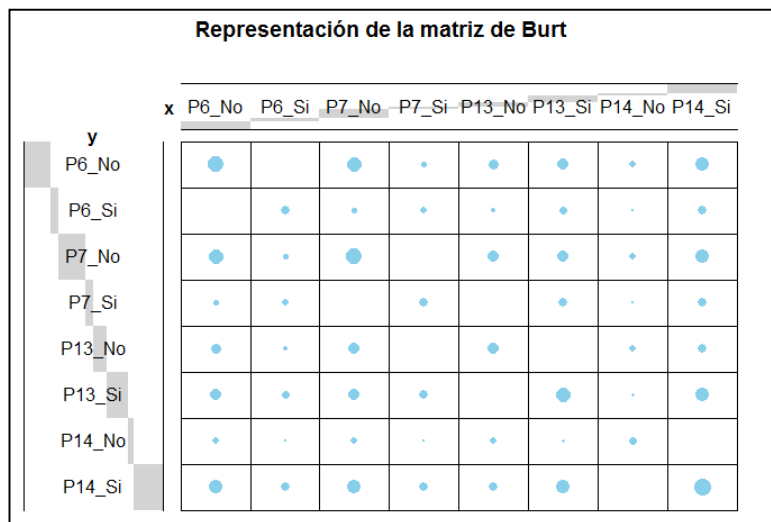 Representación de la matriz de Burt
x P6_No P6_Si P7_No P7_Si P13_No P13_Si P14_No P14_Si
y
P6_No
P6_Si
P7_No
P7_Si
P13_No
P13_Si
P14_No
P14_Si